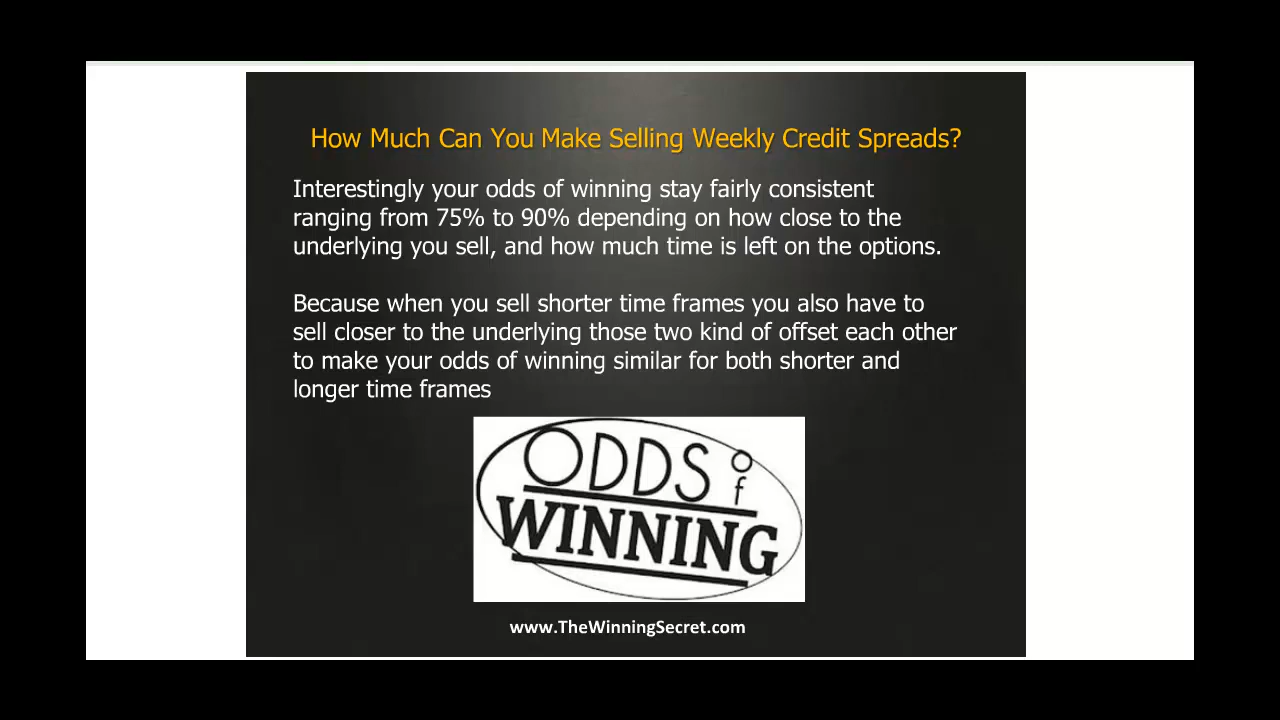 How Much Can You Make Selling Weekly Credit Spreads?
Interestingly your odds of winning stay fairly consistent
ranging from 75% to 90% depending on how close to the
underlying you sell, and how much time is left on the options.
Because when you sell shorter time frames you also have to
sell closer to the underlying those two kind of offset each other
to make your odds of winning similar for both shorter and
longer time frames
ODDS of
WINNING
www.TheWinningSecret.com